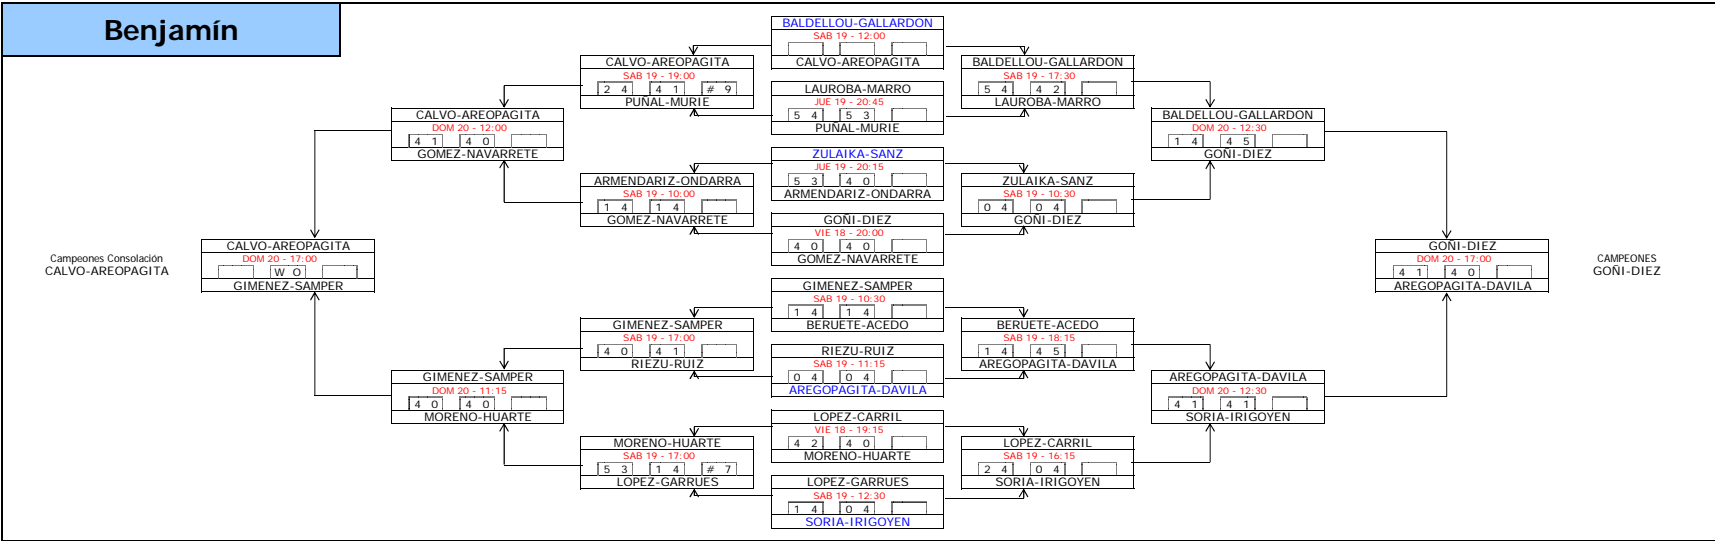 Benjamín
BALDELLOU-GALLARDON
SAB 19 - 12:00
CALVO-AREOPAGITA
CALVO-AREOPAGITA
SAB 19 - 19:00
2 4 4 1 # 9
PUÑAL-MURIE
BALDELLOU-GALLARDON
SAB 19 - 17:30
5 4 4 2
LAUROBA-MARRO
LAUROBA-MARRO
JUE 19 - 20:45
5 4 5 3
PUÑAL-MURIE
CALVO-AREOPAGITA
DOM 20 - 12:00
4 1 4 0
GOMEZ-NAVARRETE
BALDELLOU-GALLARDON
DOM 20 - 12:30
1 4 4 5
GOÑI-DIEZ
ZULAIKA-SANZ
JUE 19 - 20:15
5 3 4 0
ARMENDARIZ-ONDARRA
ARMENDARIZ-ONDARRA
SAB 19 - 10:00
1 4 1 4
GOMEZ-NAVARRETE
ZULAIKA-SANZ
SAB 19 - 10:30
0 4 0 4
GOÑI-DIEZ
GOÑI-DIEZ
VIE 18 - 20:00
4 0 4 0
GOMEZ-NAVARRETE
Campeones Consolación
CALVO-AREOPAGITA
CALVO-AREOPAGITA
DOM 20 - 17:00
W O
GIMENEZ-SAMPER
GOÑI-DIEZ
DOM 20 - 17:00
4 1 4 0
AREGOPAGITA-DAVILA
CAMPEONES
GOÑI-DIEZ
GIMENEZ-SAMPER
SAB 19 - 10:30
1 4 1 4
BERUETE-ACEDO
GIMENEZ-SAMPER
SAB 19 - 17:00
4 0 4 1
RIEZU-RUIZ
BERUETE-ACEDO
SAB 19 - 18:15
1 4 4 5
AREGOPAGITA-DAVILA
RIEZU-RUIZ
SAB 19 - 11:15
0 4 0 4
AREGOPAGITA-DAVILA
GIMENEZ-SAMPER
DOM 20 - 11:15
4 0 4 0
MORENO-HUARTE
AREGOPAGITA-DAVILA
DOM 20 - 12:30
4 1 4 1
SORIA-IRIGOYEN
LOPEZ-CARRIL
VIE 18 - 19:15
4 2 4 0
MORENO-HUARTE
MORENO-HUARTE
SAB 19 - 17:00
5 3 1 4 # 7
LOPEZ-GARRUES
LOPEZ-CARRIL
SAB 19 - 16:15
2 4 0 4
SORIA-IRIGOYEN
LOPEZ-GARRUES
SAB 19 - 12:30
1 4 0 4
SORIA-IRIGOYEN